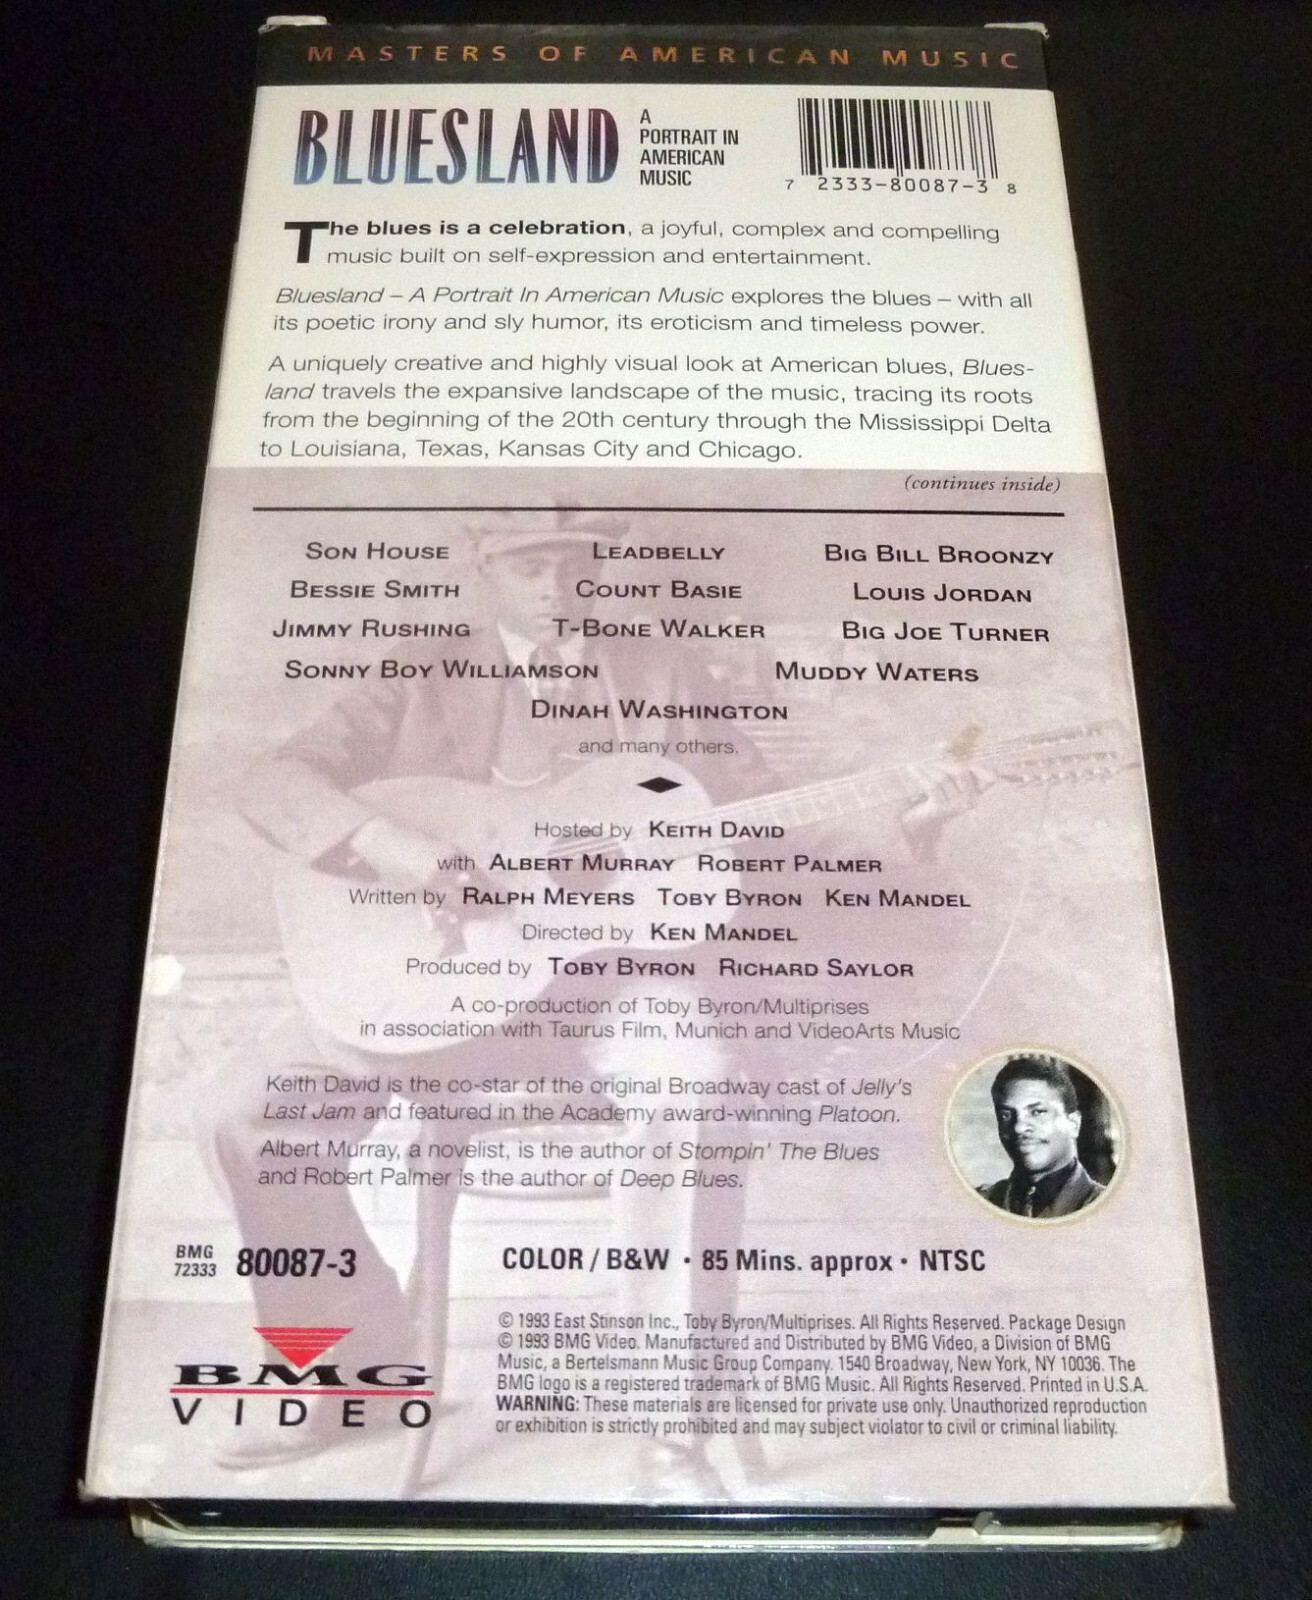 MASTERS OF AMERICAN MUSIC
BLUESLAND
A
PORTRAIT IN
AMERICAN
MUSIC
7 2333-80087-3 8
The blues is a celebration, a joyful, complex and compelling
music built on self-expression and entertainment.
Bluesland – A Portrait In American Music explores the blues – with all
its poetic irony and sly humor, its eroticism and timeless power.
A uniquely creative and highly visual look at American blues, Blues-
land travels the expansive landscape of the music, tracing its roots
from the beginning of the 20th century through the Mississippi Delta
to Louisiana, Texas, Kansas City and Chicago.
(continues inside)
SON HOUSE LEADBELLY BIG BILL BROONZY
BESSIE SMITH COUNT BASIE LOUIS JORDAN
JIMMY RUSHING T-BONE WALKER BIG JOE TURNER
SONNY BOY WILLIAMSON MUDDY WATERS
DINAH WASHINGTON
and many others.
Hosted by KEITH DAVID
with ALBERT MURRAY ROBERT PALMER
Written by RALPH MEYERS TOBY BYRON KEN MANDEL
Directed by KEN MANDEL
Produced by TOBY BYRON RICHARD SAYLOR
A co-production of Toby Byron/Multiprises
in association with Taurus Film, Munich and VideoArts Music
Keith David is the co-star of the original Broadway cast of Jelly's
Last Jam and featured in the Academy award-winning Platoon.
Albert Murray, a novelist, is the author of Stompin' The Blues
and Robert Palmer is the author of Deep Blues.
BMG
72333
80087-3
COLOR / B&W · 85 Mins. approx · NTSC
BMG
VIDEO
© 1993 East Stinson Inc., Toby Byron/Multiprises. All Rights Reserved. Package Design
© 1993 BMG Video. Manufactured and Distributed by BMG Video, a Division of BMG
Music, a Bertelsmann Music Group Company. 1540 Broadway, New York, NY 10036. The
BMG logo is a registered trademark of BMG Music. All Rights Reserved. Printed in U.S.A.
WARNING: These materials are licensed for private use only. Unauthorized reproduction
or exhibition is strictly prohibited and may subject violator to civil or criminal liability.